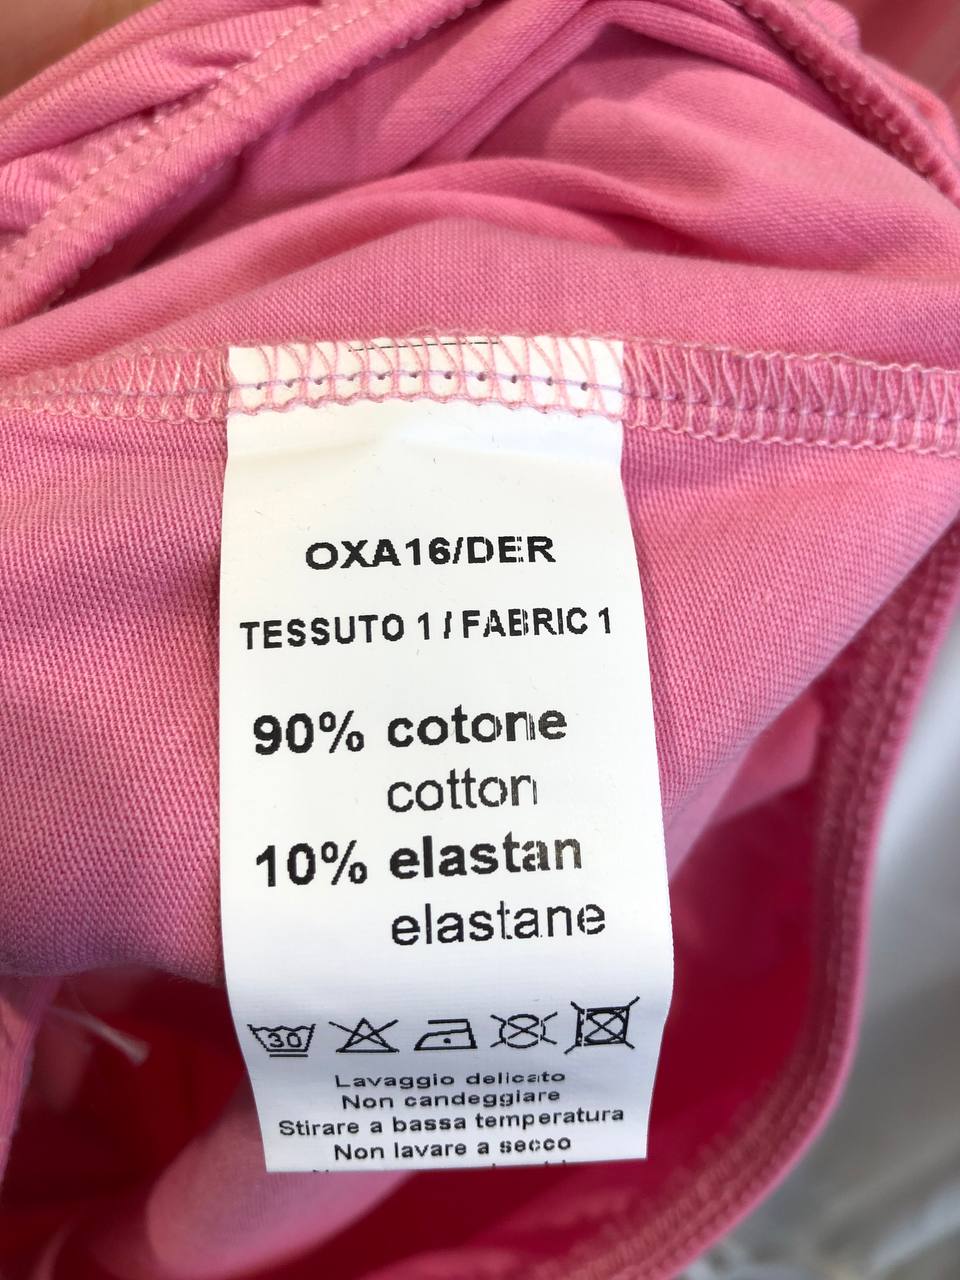 OXA16/DER
TESSUTO 1 / FABRIC 1
90% cotone
cotton
10% elastan
elastane
30
Lavaggio delicato
Non candeggiare
Stirare a bassa temperatura
Non lavare a secco